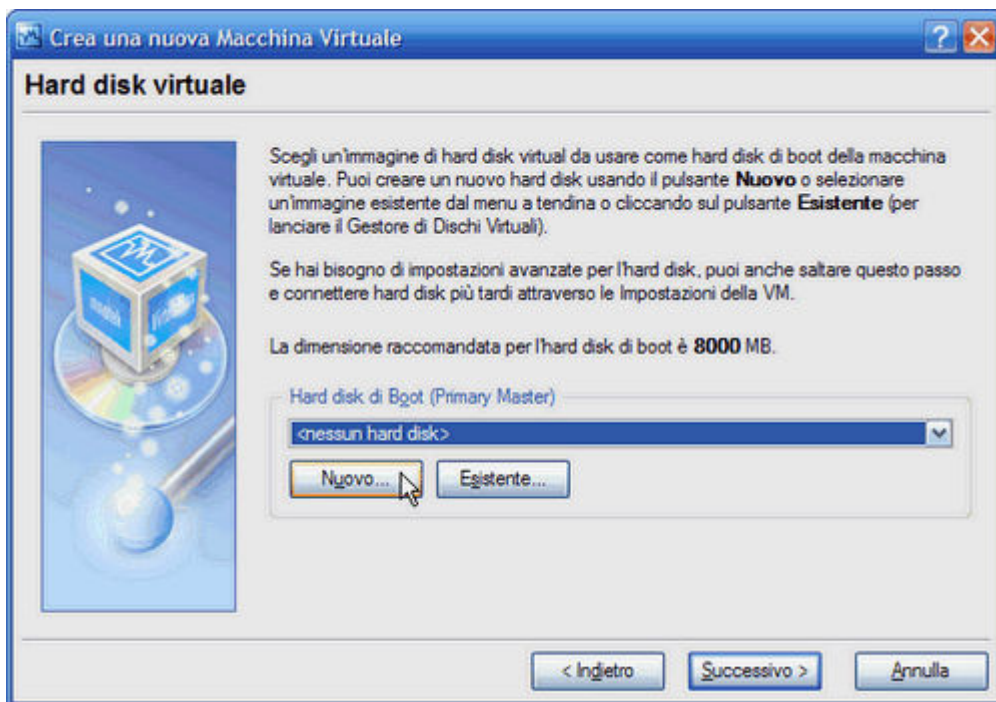 Crea una nuova Macchina Virtuale
Hard disk virtuale
Scegli un'immagine di hard disk virtual da usare come hard disk di boot della macchina
virtuale. Puoi creare un nuovo hard disk usando il pulsante Nuovo o selezionare
un'immagine esistente dal menu a tendina o cliccando sul pulsante Esistente (per
lanciare il Gestore di Dischi Virtuali).
Se hai bisogno di impostazioni avanzate per l'hard disk, puoi anche saltare questo passo
e connettere hard disk più tardi attraverso le Impostazioni della VM.
La dimensione raccomandata per l'hard disk di boot è 8000 MB.
Hard disk di Boot (Primary Master)
<nessun hard disk>
Nuovo... Esistente...
< Indietro Successivo > Annulla